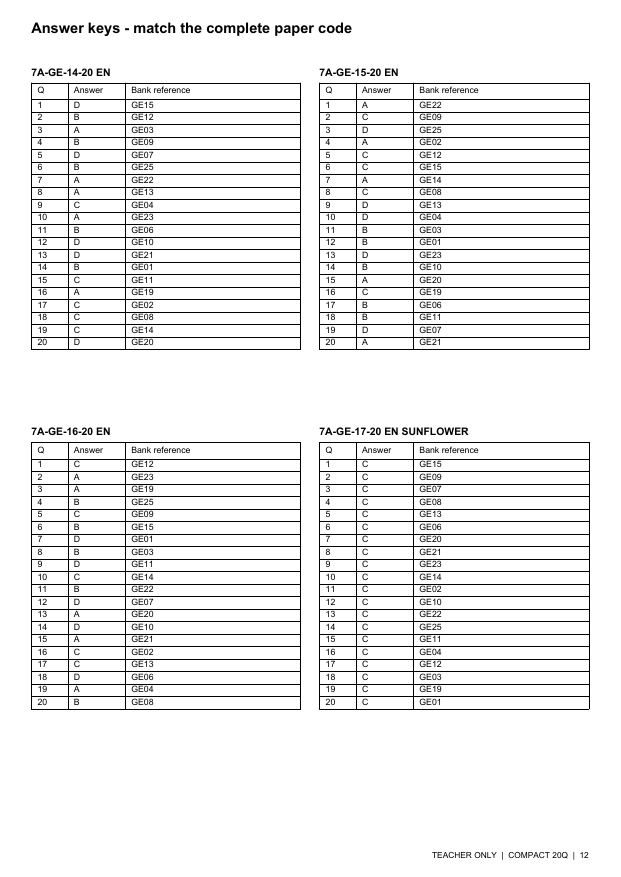 Answer keys - match the complete paper code
7A-GE-14-20 EN
Q Answer Bank reference
1 D GE15
2 B GE12
3 A GE03
4 B GE09
5 D GE07
6 B GE25
7 A GE22
8 A GE13
9 C GE04
10 A GE23
11 B GE06
12 D GE10
13 D GE21
14 B GE01
15 C GE11
16 A GE19
17 C GE02
18 C GE08
19 C GE14
20 D GE20
7A-GE-15-20 EN
Q Answer Bank reference
1 A GE22
2 C GE09
3 D GE25
4 A GE02
5 C GE12
6 C GE15
7 A GE14
8 C GE08
9 D GE13
10 D GE04
11 B GE03
12 B GE01
13 D GE23
14 B GE10
15 A GE20
16 C GE19
17 B GE06
18 B GE11
19 D GE07
20 A GE21
7A-GE-16-20 EN
Q Answer Bank reference
1 C GE12
2 A GE23
3 A GE19
4 B GE25
5 C GE09
6 B GE15
7 D GE01
8 B GE03
9 D GE11
10 C GE14
11 B GE22
12 D GE07
13 A GE20
14 D GE10
15 A GE21
16 C GE02
17 C GE13
18 D GE06
19 A GE04
20 B GE08
7A-GE-17-20 EN SUNFLOWER
Q Answer Bank reference
1 C GE15
2 C GE09
3 C GE07
4 C GE08
5 C GE13
6 C GE06
7 C GE20
8 C GE21
9 C GE23
10 C GE14
11 C GE02
12 C GE10
13 C GE22
14 C GE25
15 C GE11
16 C GE04
17 C GE12
18 C GE03
19 C GE19
20 C GE01
TEACHER ONLY | COMPACT 20Q | 12